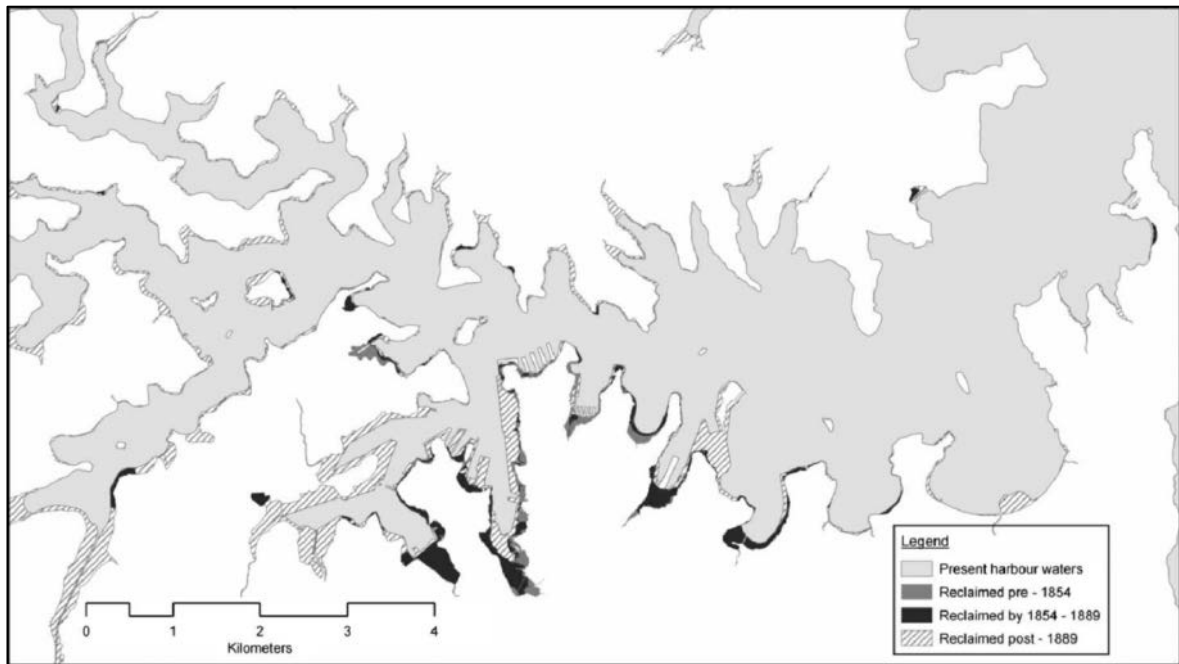 Legend
Present harbour waters
Reclaimed pre - 1854
Reclaimed by 1854 - 1889
Reclaimed post - 1889
0 1 2 3 4
Kilometers